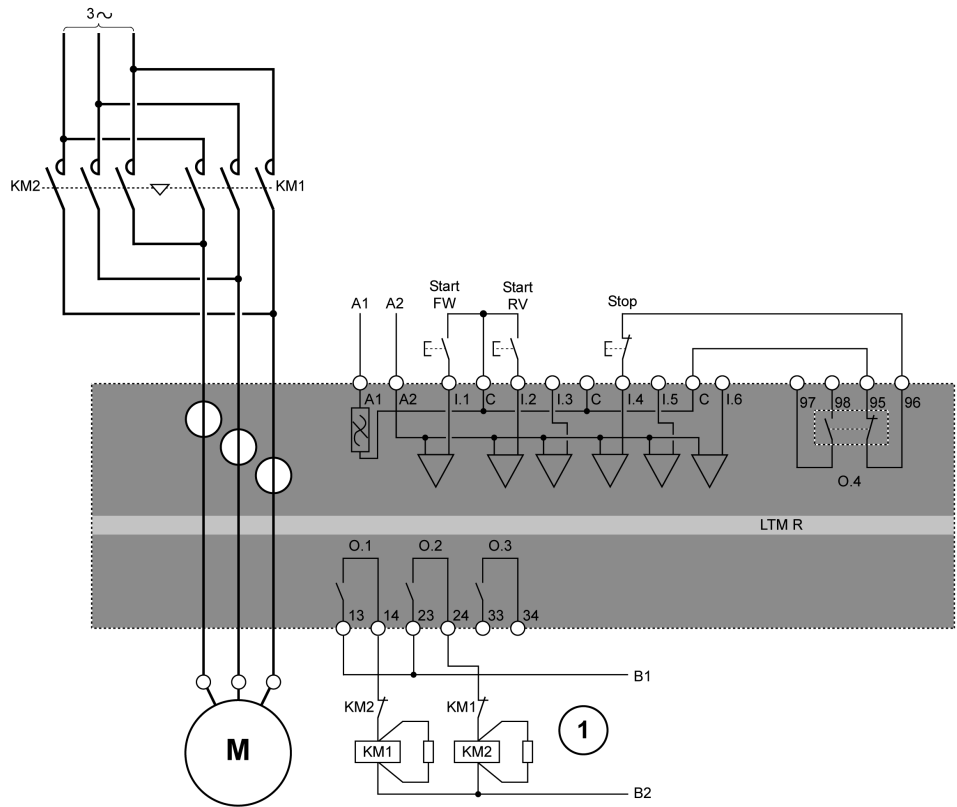 3∼
KM2
KM1
A1 A2 Start FW Start RV Stop
A1 A2 I.1 C I.2 I.3 C I.4 I.5 C I.6 97 98 95 96
O.4
LTM R
O.1 O.2 O.3
13 14 23 24 33 34
B1
KM2 KM1
1
M
KM1 KM2
B2